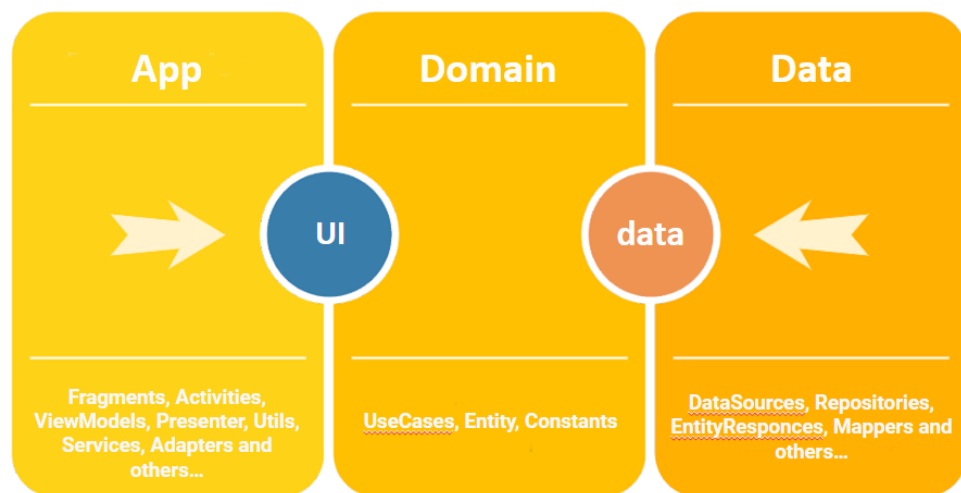 App
Domain
Data
UI
data
Fragments, Activities,
ViewModels, Presenter, Utils,
Services, Adapters and
others...
UseCases, Entity, Constants
DataSources, Repositories,
EntityResponces, Mappers and
others...